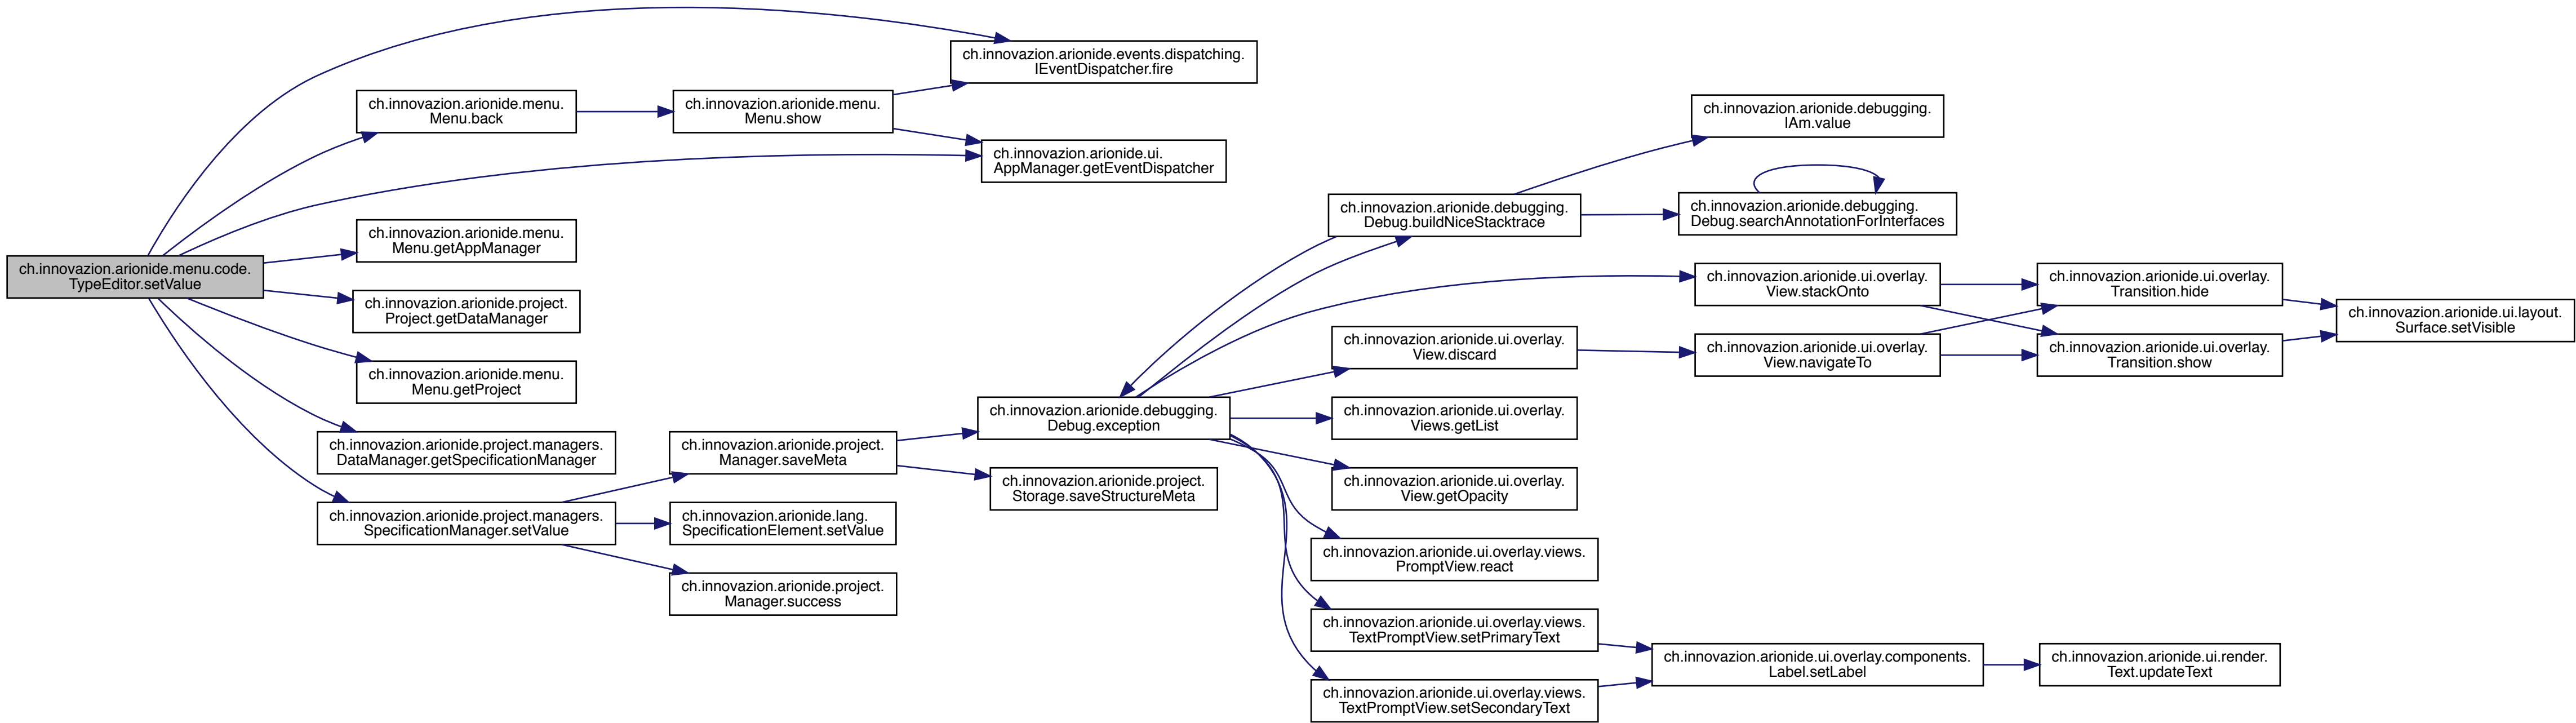 ch.innovazion.arionide.menu.code.
TypeEditor.setValue
ch.innovazion.arionide.events.dispatching.
IEventDispatcher.fire
ch.innovazion.arionide.menu.
Menu.back
ch.innovazion.arionide.menu.
Menu.show
ch.innovazion.arionide.ui.
AppManager.getEventDispatcher
ch.innovazion.arionide.menu.
Menu.getAppManager
ch.innovazion.arionide.project.
Project.getDataManager
ch.innovazion.arionide.menu.
Menu.getProject
ch.innovazion.arionide.project.managers.
DataManager.getSpecificationManager
ch.innovazion.arionide.project.managers.
SpecificationManager.setValue
ch.innovazion.arionide.project.
Manager.saveMeta
ch.innovazion.arionide.lang.
SpecificationElement.setValue
ch.innovazion.arionide.project.
Manager.success
ch.innovazion.arionide.debugging.
Debug.exception
ch.innovazion.arionide.project.
Storage.saveStructureMeta
ch.innovazion.arionide.debugging.
Debug.buildNiceStacktrace
ch.innovazion.arionide.debugging.
IAm.value
ch.innovazion.arionide.debugging.
Debug.searchAnnotationForInterfaces
ch.innovazion.arionide.ui.overlay.
View.stackOnto
ch.innovazion.arionide.ui.overlay.
View.discard
ch.innovazion.arionide.ui.overlay.
View.navigateTo
ch.innovazion.arionide.ui.overlay.
Transition.hide
ch.innovazion.arionide.ui.overlay.
Transition.show
ch.innovazion.arionide.ui.layout.
Surface.setVisible
ch.innovazion.arionide.ui.overlay.
Views.getList
ch.innovazion.arionide.ui.overlay.
View.getOpacity
ch.innovazion.arionide.ui.overlay.views.
PromptView.react
ch.innovazion.arionide.ui.overlay.views.
TextPromptView.setPrimaryText
ch.innovazion.arionide.ui.overlay.views.
TextPromptView.setSecondaryText
ch.innovazion.arionide.ui.overlay.components.
Label.setLabel
ch.innovazion.arionide.ui.render.
Text.updateText